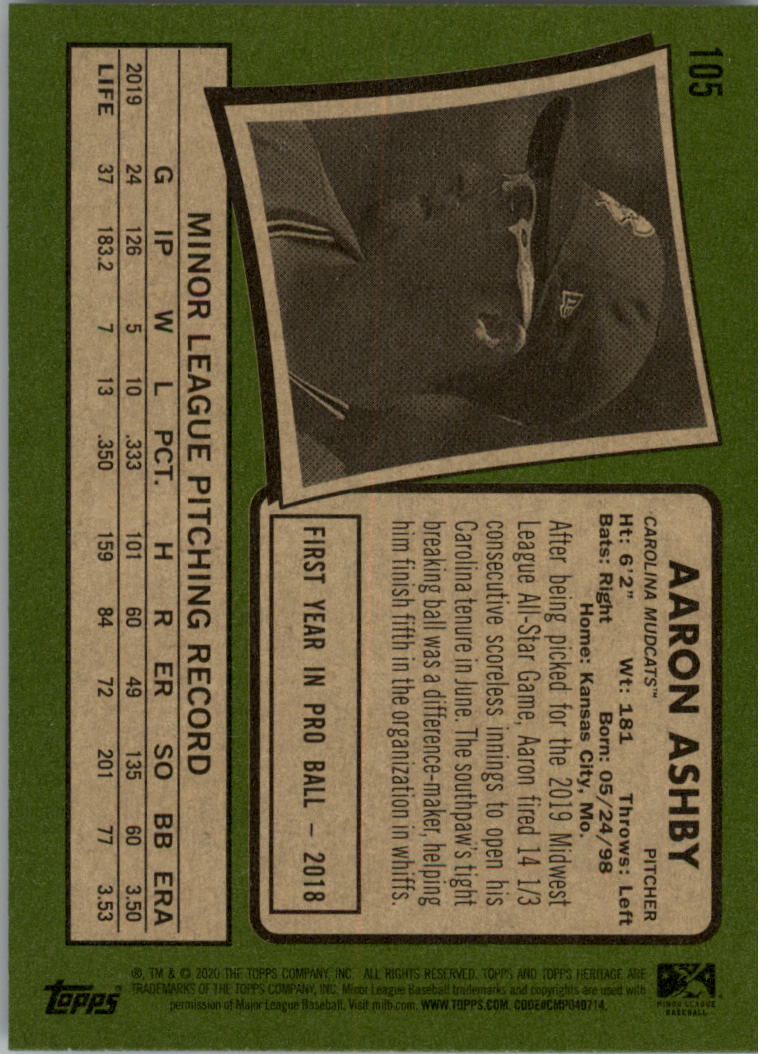 105
AARON ASHBY
CAROLINA MUDCATS™ PITCHER
Ht: 6'2" Wt: 181 Throws: Left
Bats: Right Born: 05/24/98
Home: Kansas City, Mo.
After being picked for the 2019 Midwest
League All-Star Game, Aaron fired 14 1/3
consecutive scoreless innings to open his
Carolina tenure in June. The southpaw's tight
breaking ball was a difference-maker, helping
him finish fifth in the organization in whiffs.
FIRST YEAR IN PRO BALL – 2018
MINOR LEAGUE PITCHING RECORD
G IP W L PCT. H R ER SO BB ERA
2019 24 126 5 10 .333 101 60 49 135 60 3.50
LIFE 37 183.2 7 13 .350 159 84 72 201 77 3.53
MINOR LEAGUE
BASEBALL
®, TM & © 2020 THE TOPPS COMPANY, INC. ALL RIGHTS RESERVED. TOPPS AND TOPPS HERITAGE ARE
TRADEMARKS OF THE TOPPS COMPANY, INC. Minor League Baseball trademarks and copyrights are used with
permission of Major League Baseball. Visit milb.com. WWW.TOPPS.COM. CODE#CMP040714.
topps®